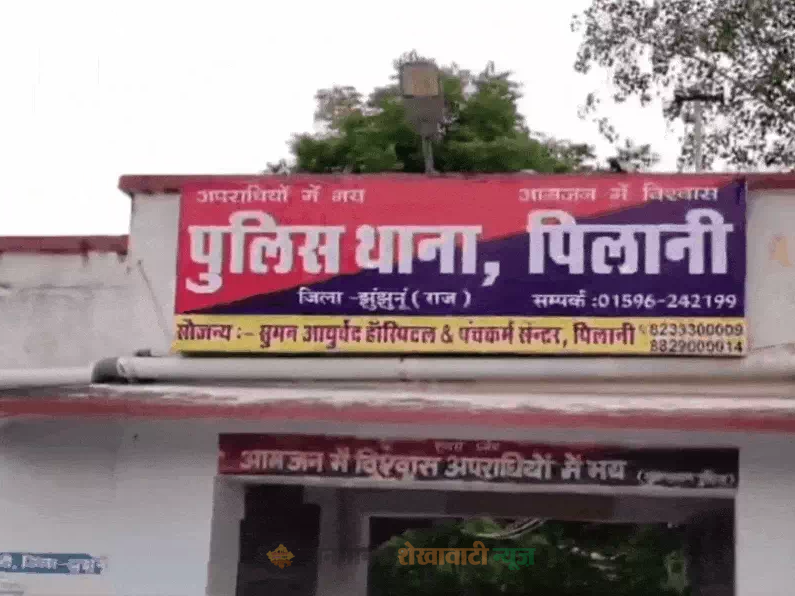 अपराधियों में भय आमजन में विश्वास
पुलिस थाना, पिलानी
जिला -झुंझुनूं ( राज ) सम्पर्क :01596-242199
सौजन्य :- सुमन आयुर्वेद हॉस्पिटल & पंचकर्म सेन्टर, पिलानी 8233300009
8829000014
आमजन में विश्वास अपराधियों में भय
शेखावाटी न्यूज